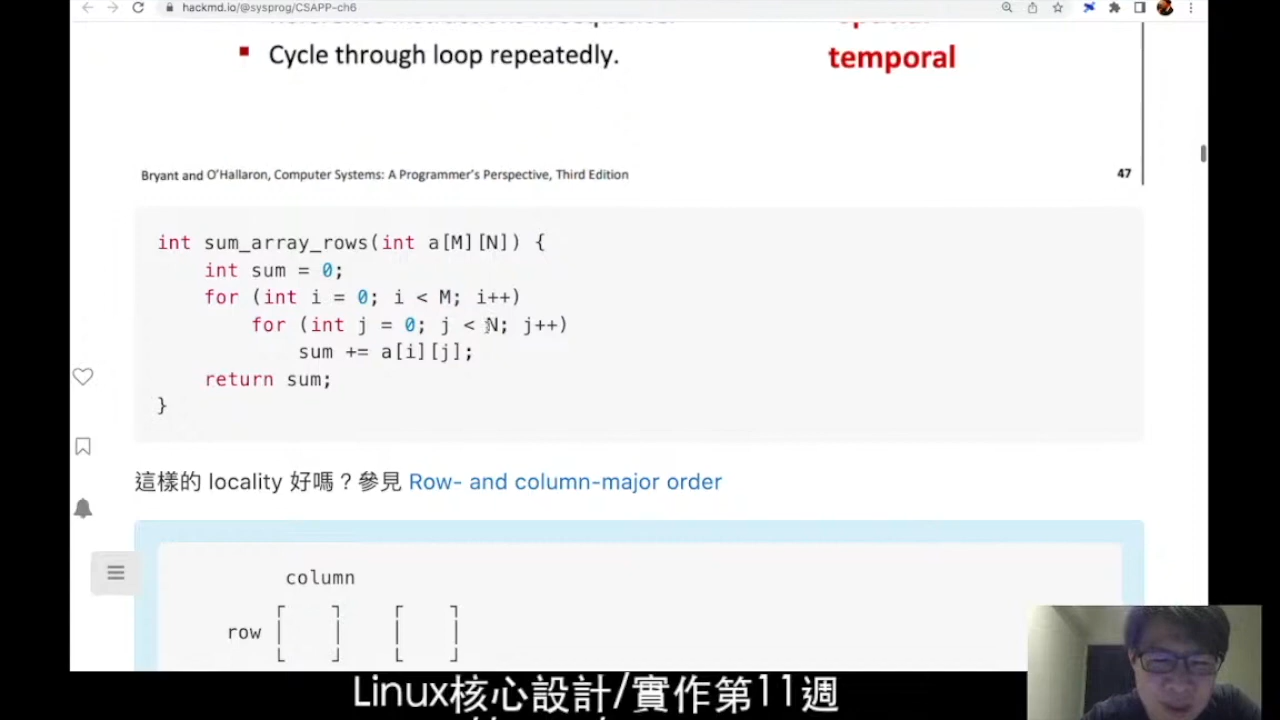 hackmd.io/@sysprog/CSAPP-ch6
Cycle through loop repeatedly.
temporal
Bryant and O'Hallaron, Computer Systems: A Programmer's Perspective, Third Edition
47
int sum_array_rows(int a[M][N]) {
int sum = 0;
for (int i = 0; i < M; i++)
for (int j = 0; j < N; j++)
sum += a[i][j];
return sum;
}
這樣的 locality 好嗎？參見 Row- and column-major order
column
row
Linux核心設計/實作第11週